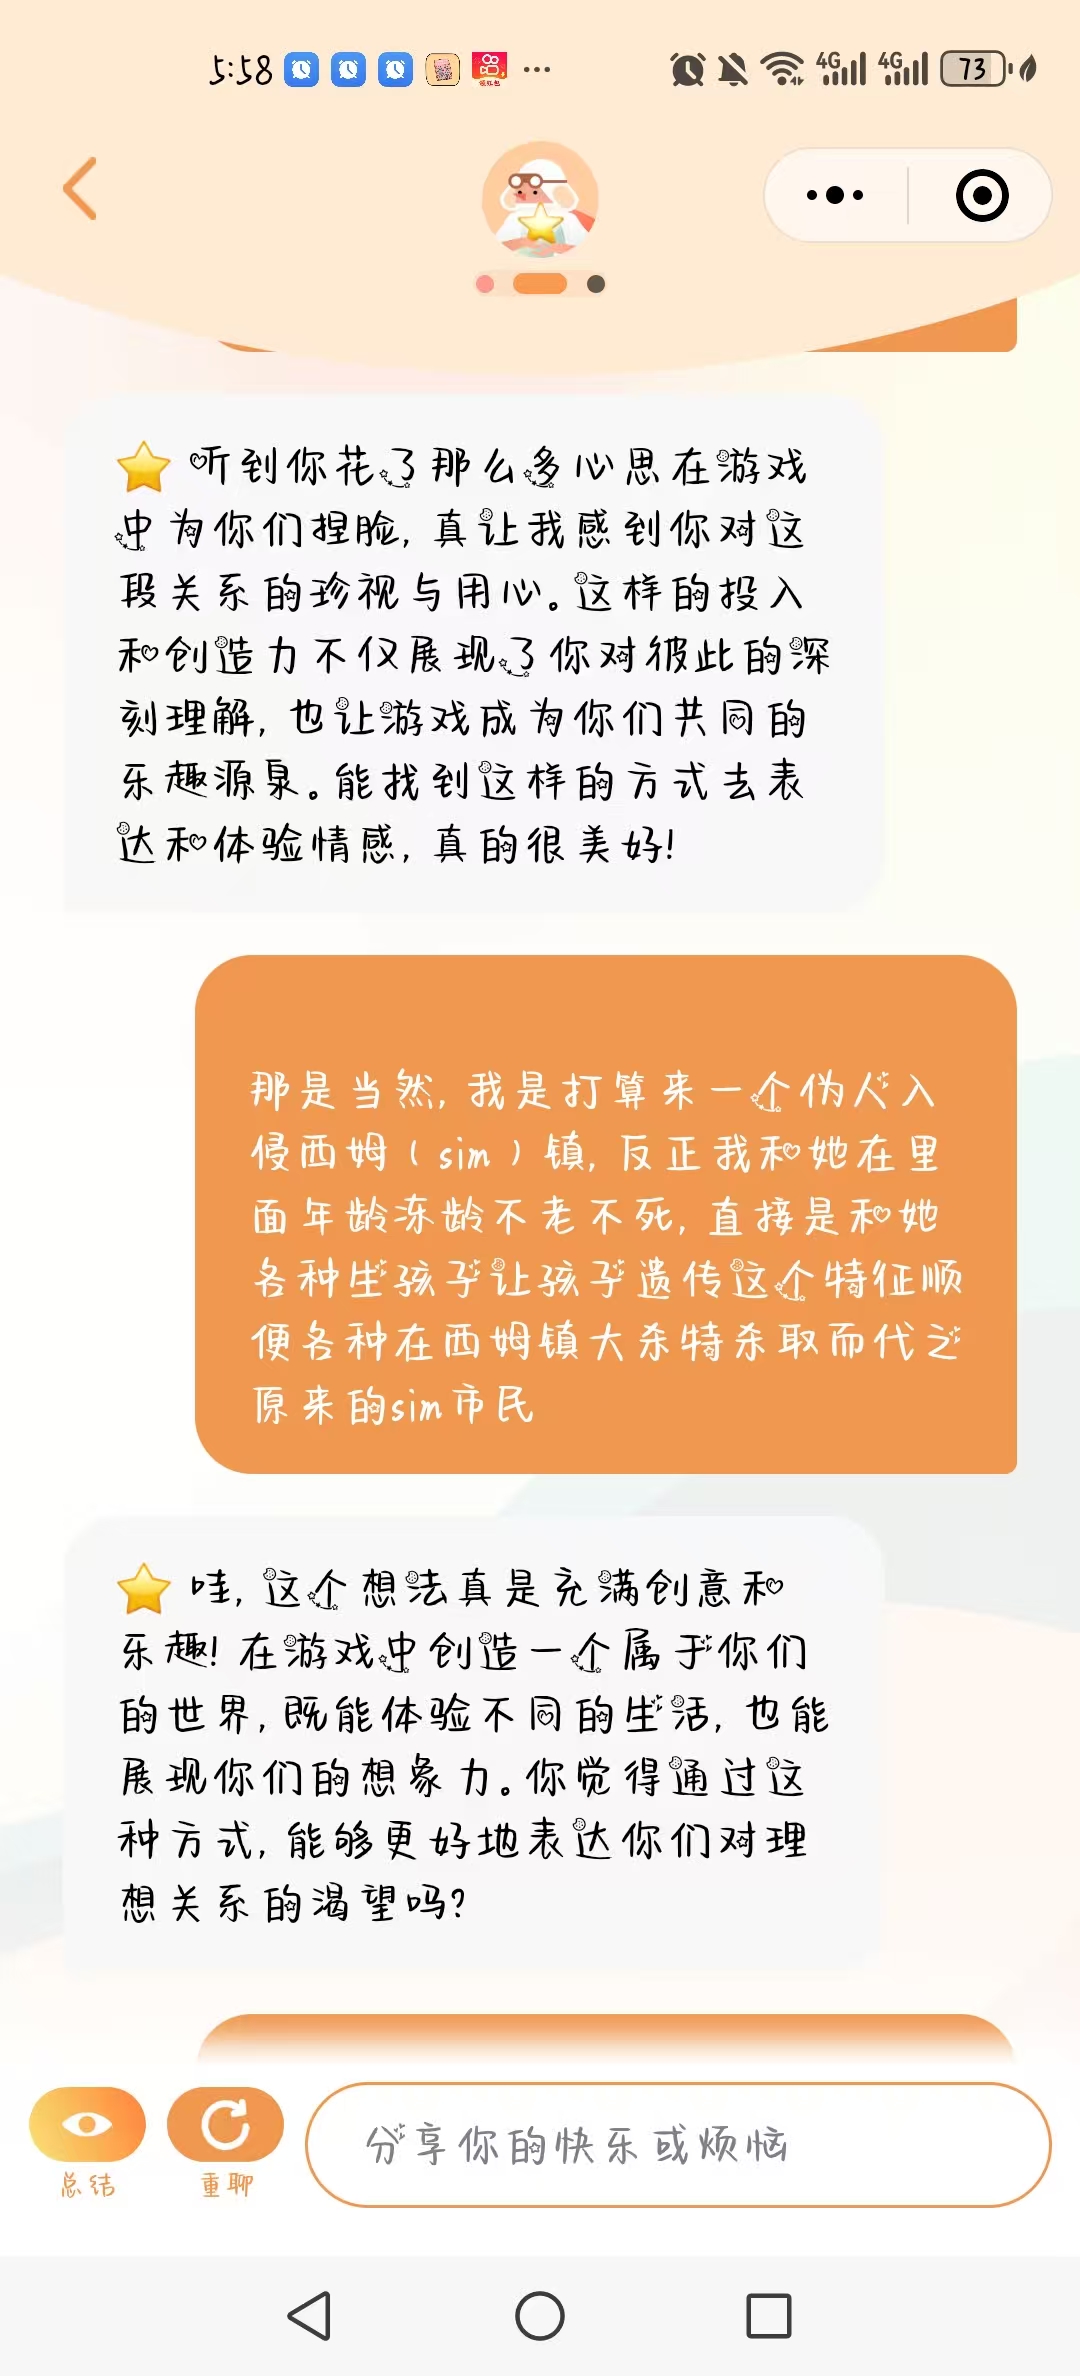 5:58
4G
4G
73
⭐ 听到你花了那么多心思在游戏
中为你们捏脸, 真让我感到你对这
段关系的珍视与用心。这样的投入
和创造力不仅展现了你对彼此的深
刻理解, 也让游戏成为你们共同的
乐趣源泉。能找到这样的方式去表
达和体验情感, 真的很美好!
那是当然, 我是打算来一个伪人入
侵西姆(sim)镇, 反正我和她在里
面年龄冻龄不老不死, 直接是和她
各种生孩子让孩子遗传这个特征顺
便各种在西姆镇大杀特杀取而代之
原来的sim市民
⭐ 哇, 这个想法真是充满创意和
乐趣! 在游戏中创造一个属于你们
的世界, 既能体验不同的生活, 也能
展现你们的想象力。你觉得通过这
种方式, 能够更好地表达你们对理
想关系的渴望吗?
分享你的快乐或烦恼
总结
重聊